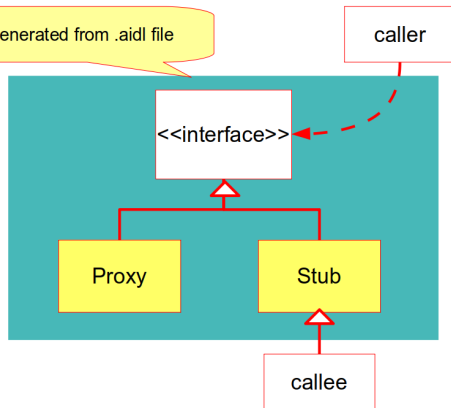 enerated from .aidl file
caller
<<interface>>
Proxy
Stub
callee